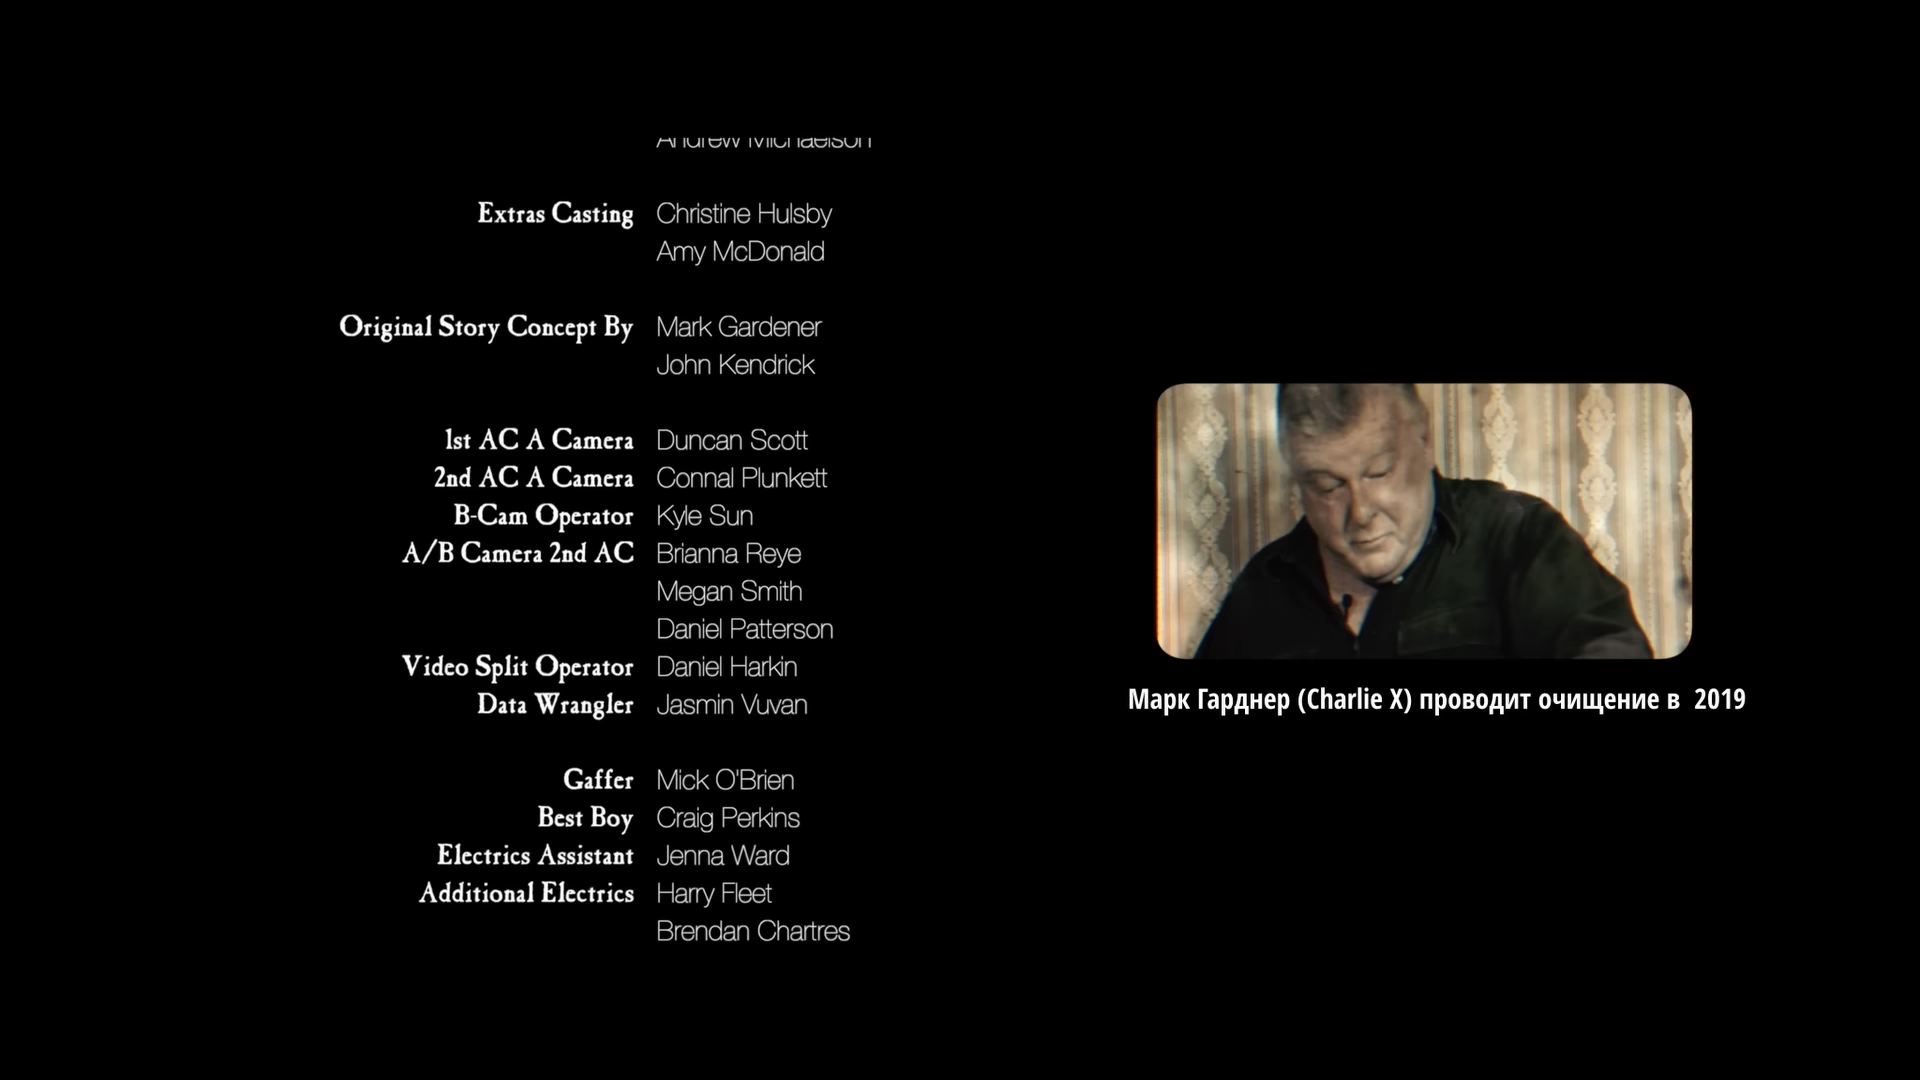 Andrew Michaelson
Extras Casting Christine Hulsby
Amy McDonald
Original Story Concept By Mark Gardener
John Kendrick
1st AC A Camera Duncan Scott
2nd AC A Camera Connal Plunkett
B-Cam Operator Kyle Sun
A/B Camera 2nd AC Brianna Reye
Megan Smith
Daniel Patterson
Video Split Operator Daniel Harkin
Data Wrangler Jasmin Vuvan
Gaffer Mick O'Brien
Best Boy Craig Perkins
Electrics Assistant Jenna Ward
Additional Electrics Harry Fleet
Brendan Chartres
Марк Гарднер (Charlie X) проводит очищение в 2019